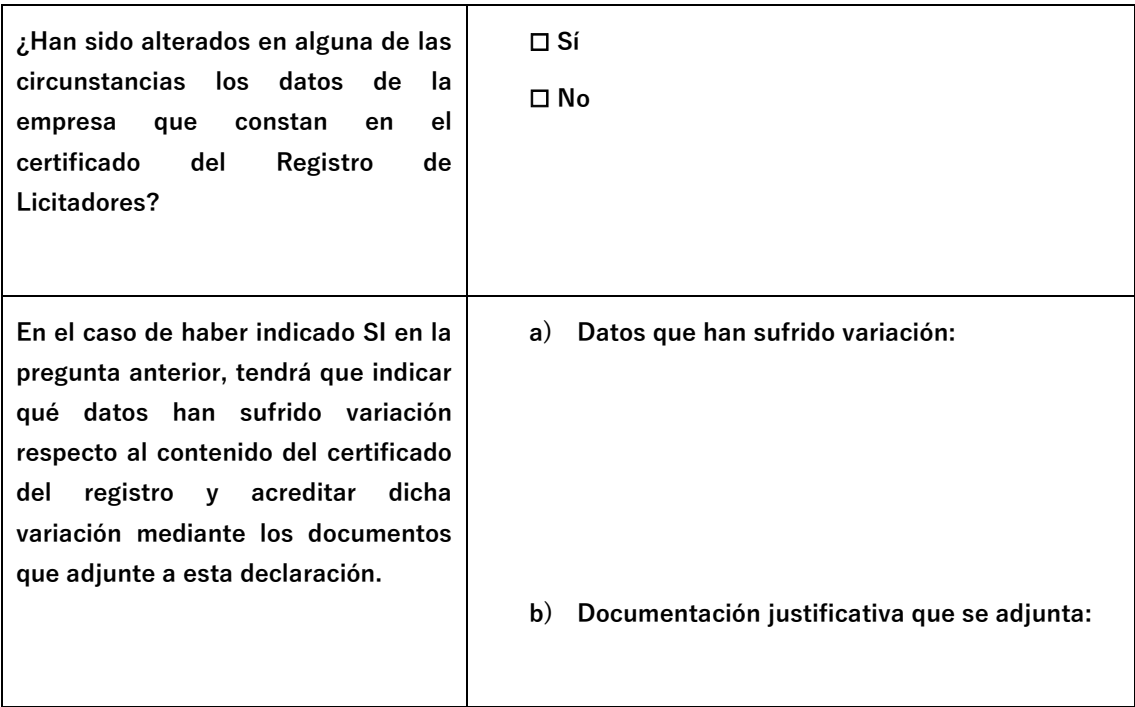 ¿Han sido alterados en alguna de las
circunstancias los datos de la
empresa que constan en el
certificado del Registro de
Licitadores?
☐ Sí
☐ No
En el caso de haber indicado SI en la
pregunta anterior, tendrá que indicar
qué datos han sufrido variación
respecto al contenido del certificado
del registro y acreditar dicha
variación mediante los documentos
que adjunte a esta declaración.
a) Datos que han sufrido variación:
b) Documentación justificativa que se adjunta: